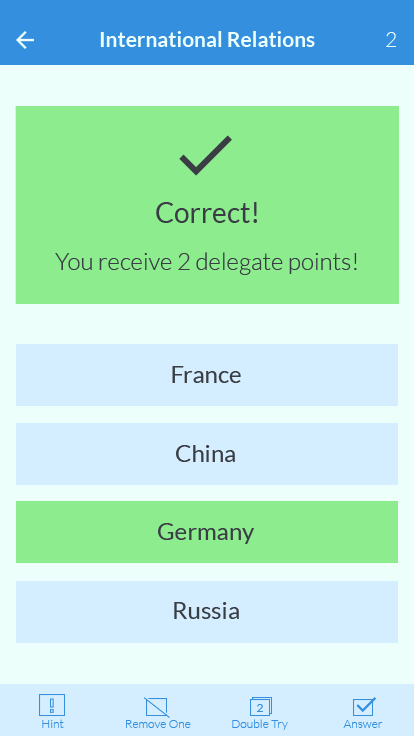 International Relations 2
Correct!
You receive 2 delegate points!
France
China
Germany
Russia
2
Hint Remove One Double Try Answer